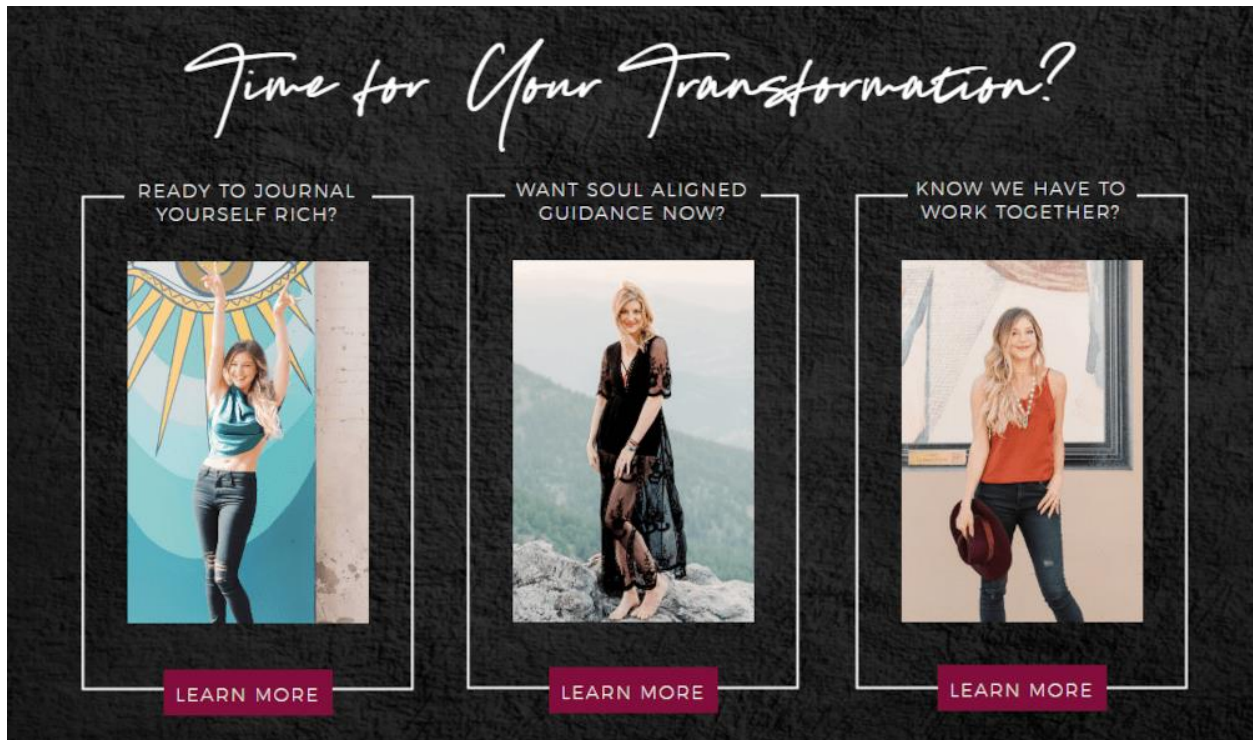 Time for Your Transformation?
READY TO JOURNAL
YOURSELF RICH?
LEARN MORE
WANT SOUL ALIGNED
GUIDANCE NOW?
LEARN MORE
KNOW WE HAVE TO
WORK TOGETHER?
LEARN MORE